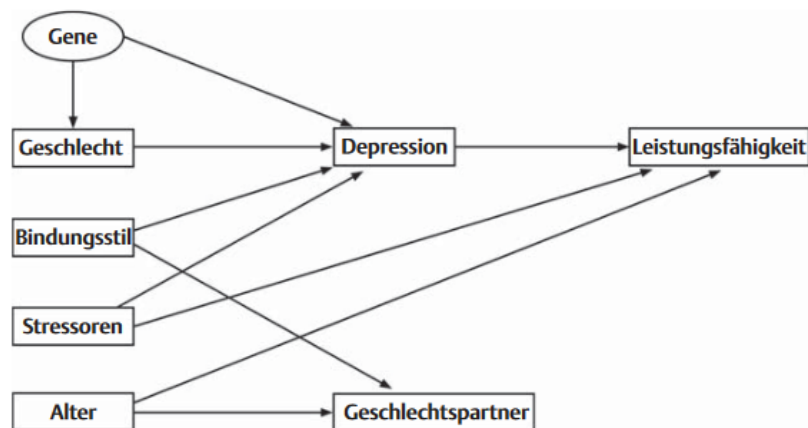 Gene
Geschlecht
Depression
Leistungsfähigkeit
Bindungsstil
Stressoren
Alter
Geschlechtspartner